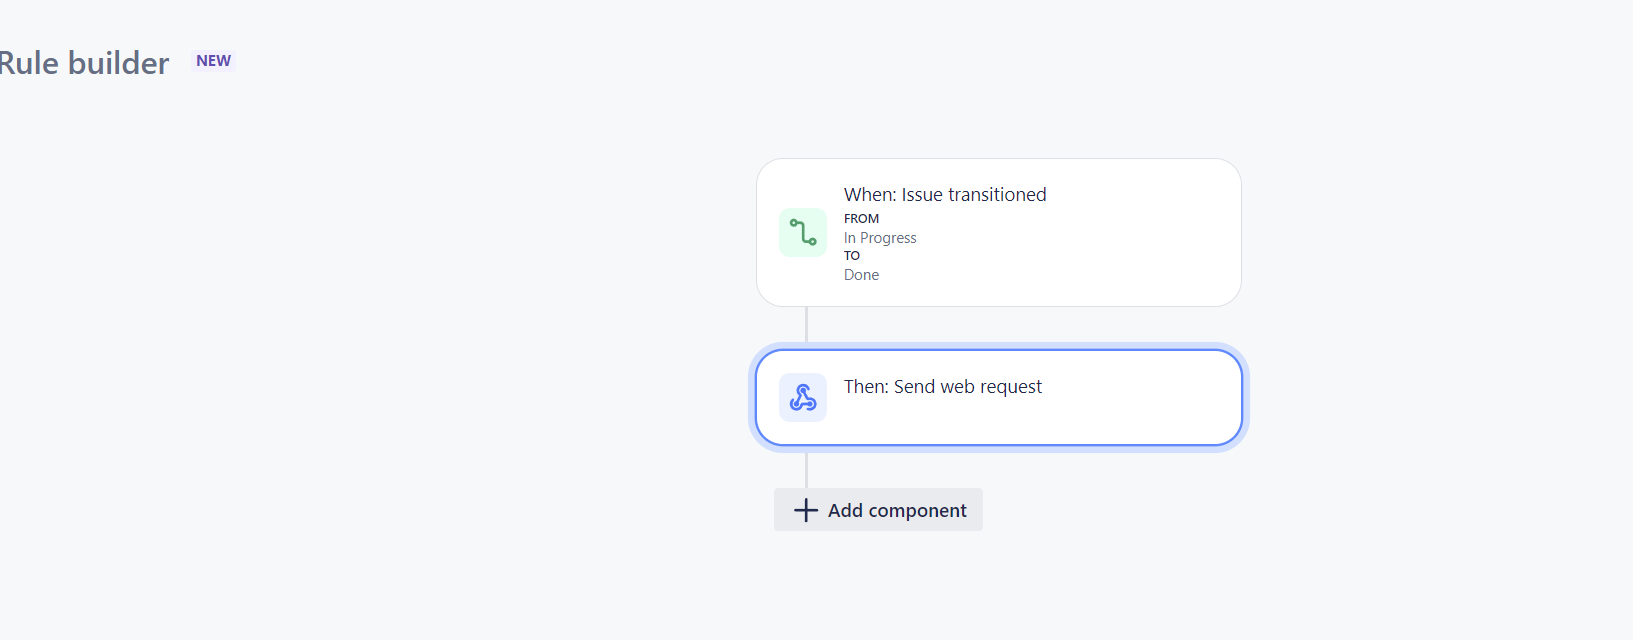 Rule builder NEW
When: Issue transitioned
FROM
In Progress
TO
Done
Then: Send web request
Add component